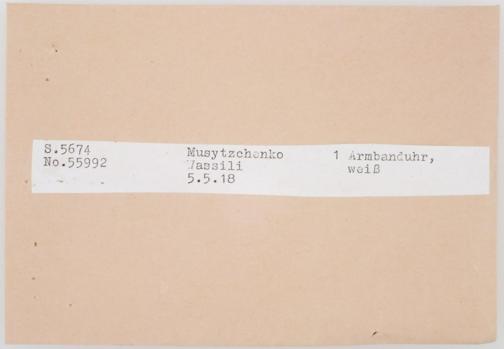 S.5674 Musytzchenko 1 Armbanduhr,
No.55992 Wassili weiß
5.5.18